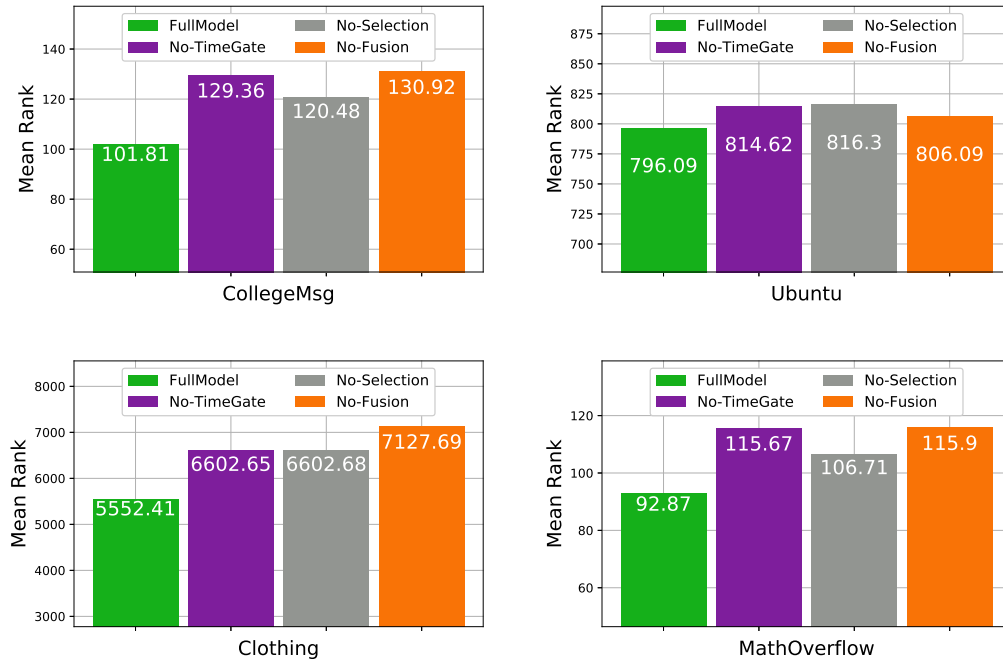 FullModel No-Selection
No-TimeGate No-Fusion
Mean Rank
140
120
100
80
60
101.81
129.36
120.48
130.92
CollegeMsg
FullModel No-Selection
No-TimeGate No-Fusion
Mean Rank
875
850
825
800
775
750
725
700
796.09
814.62
816.3
806.09
Ubuntu
FullModel No-Selection
No-TimeGate No-Fusion
Mean Rank
8000
7000
6000
5000
4000
3000
5552.41
6602.65
6602.68
7127.69
Clothing
FullModel No-Selection
No-TimeGate No-Fusion
Mean Rank
120
100
80
60
92.87
115.67
106.71
115.9
MathOverflow